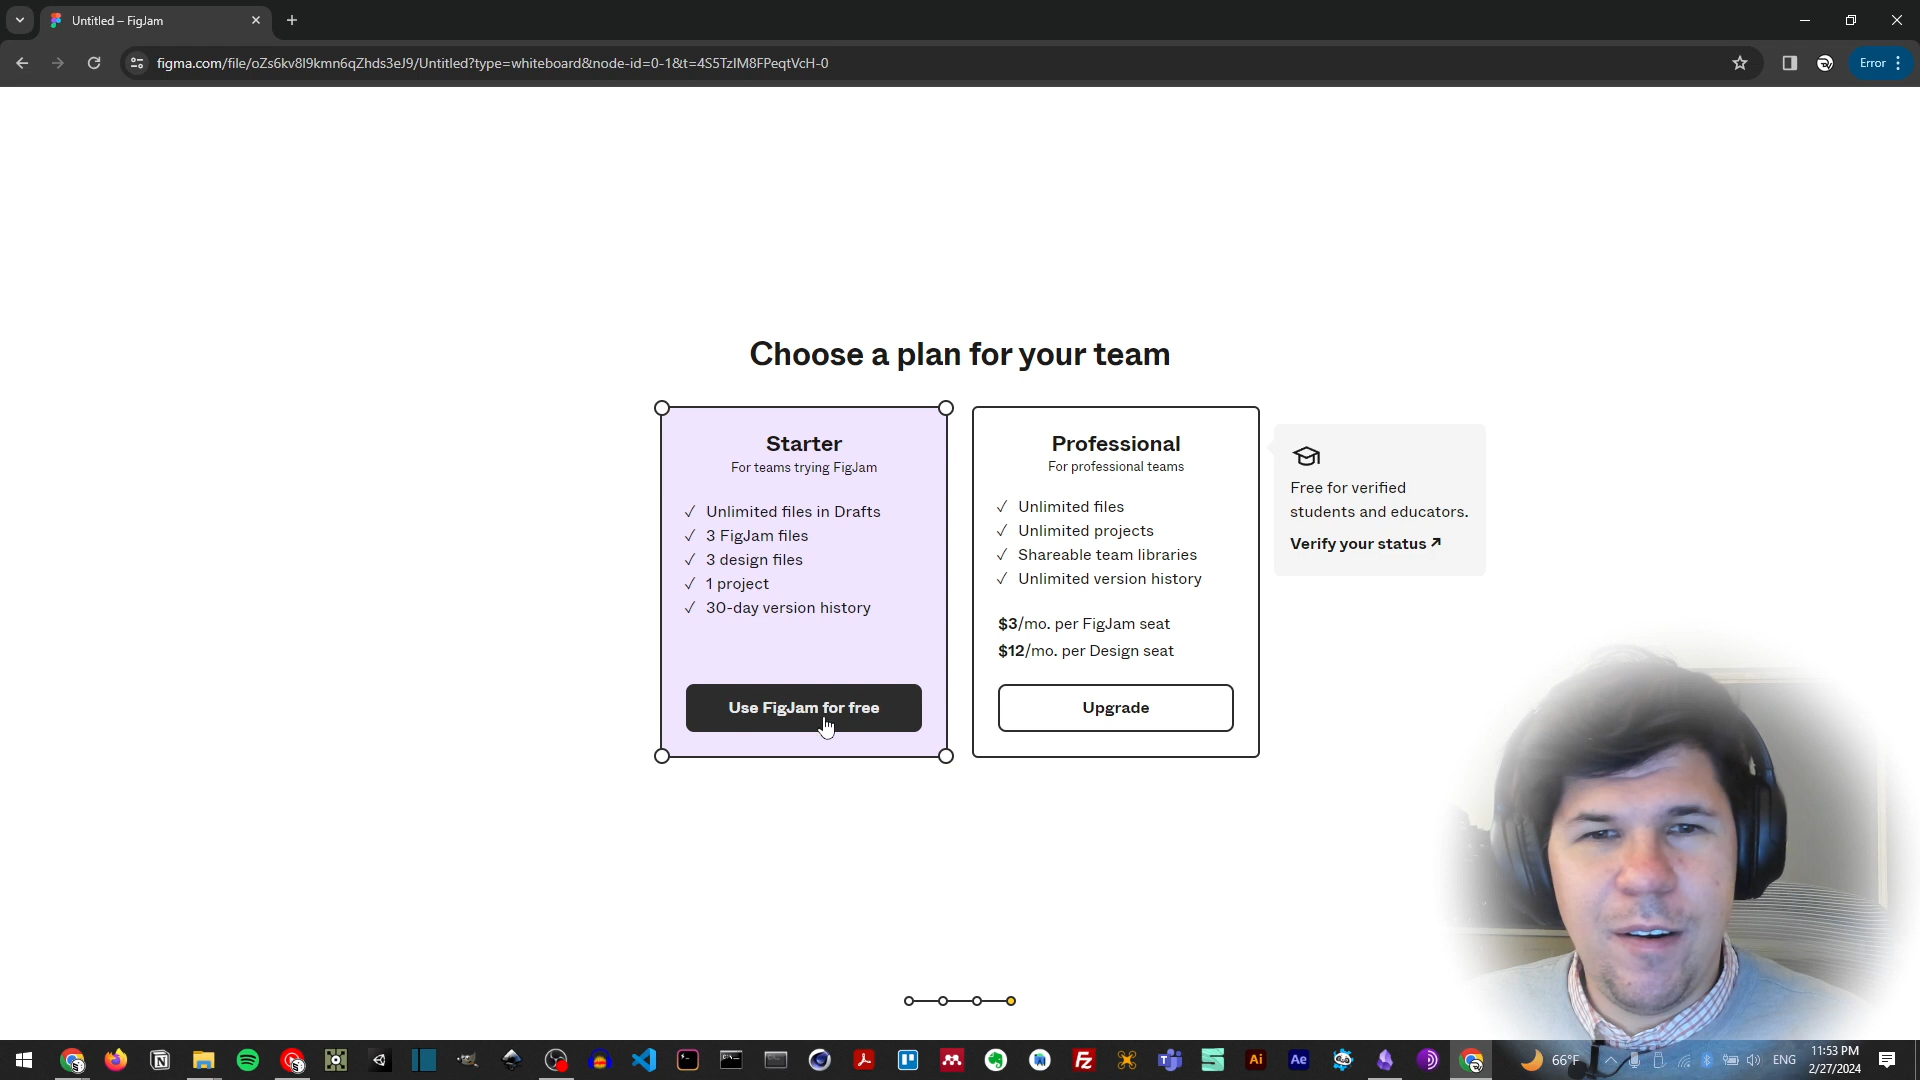 Untitled – FigJam
figma.com/file/oZs6kv8I9kmn6qZhds3eJ9/Untitled?type=whiteboard&node-id=0-1&t=4S5TzIM8FPeqtVcH-0
Error
Choose a plan for your team
Starter
For teams trying FigJam
✓ Unlimited files in Drafts
✓ 3 FigJam files
✓ 3 design files
✓ 1 project
✓ 30-day version history
Use FigJam for free
Professional
For professional teams
✓ Unlimited files
✓ Unlimited projects
✓ Shareable team libraries
✓ Unlimited version history
$3/mo. per FigJam seat
$12/mo. per Design seat
Upgrade
Free for verified
students and educators.
Verify your status ↗
Ai
Ae
66°F
ENG
11:53 PM
2/27/2024